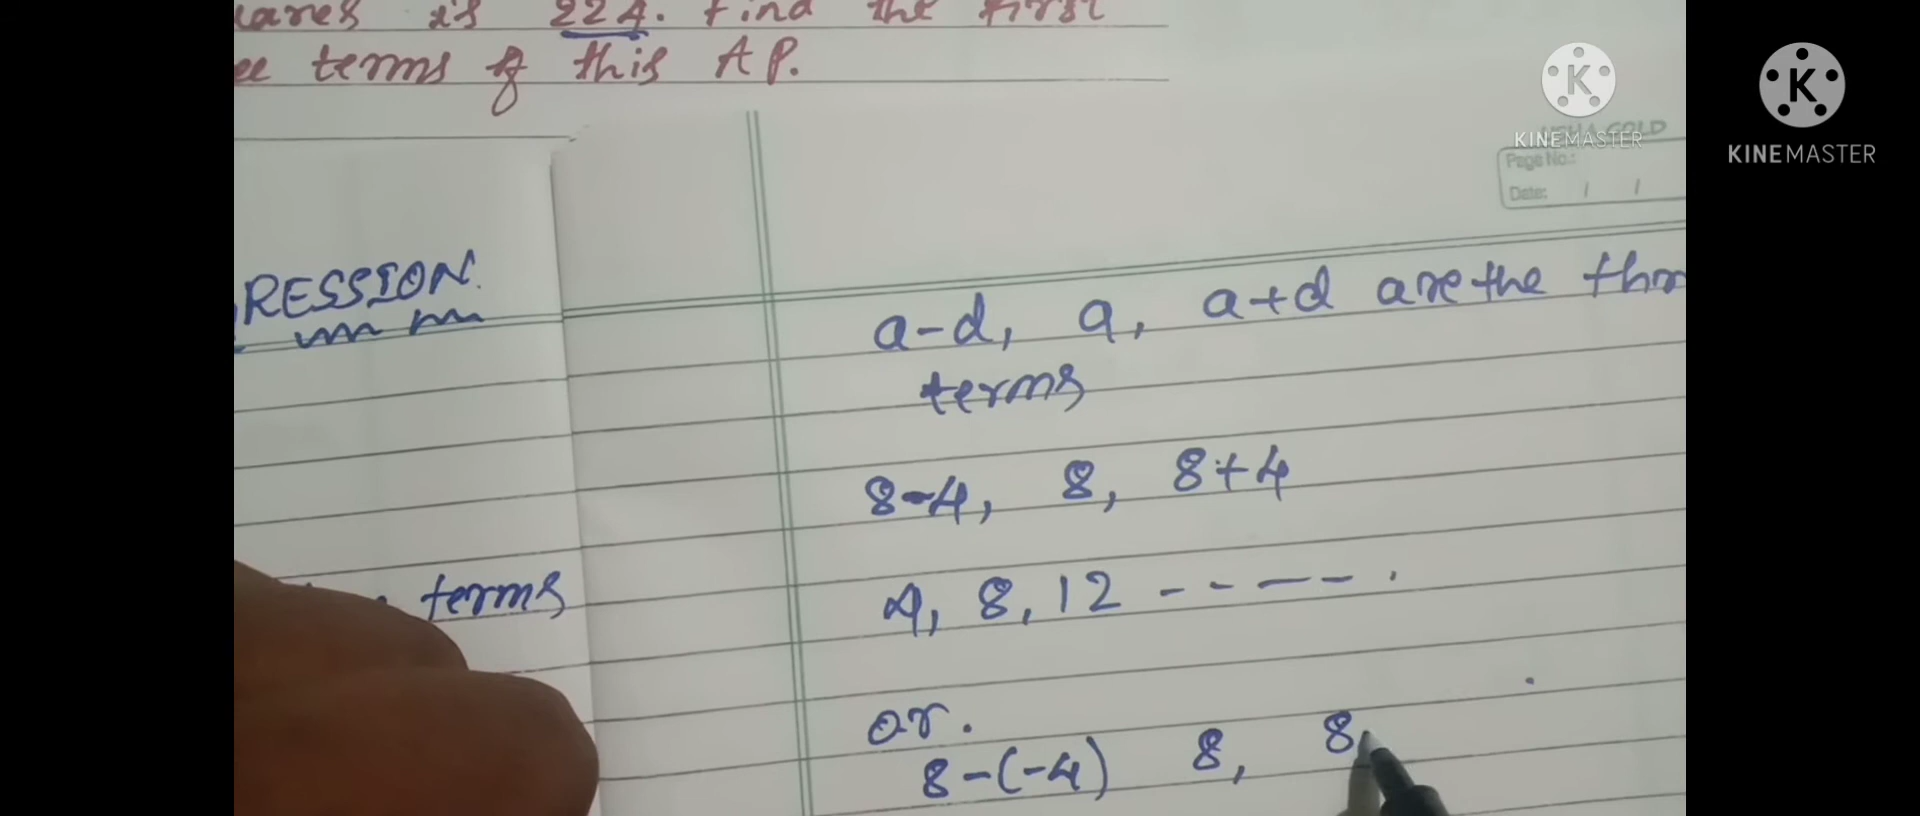 is 224. Find the first
terms of this AP.
KINEMASTER
KINEMASTER
Page No.:
Date: / /
RESSION.
a-d, a, a+d are the
terms
8-4, 8, 8+4
terms
4, 8, 12 ------.
or.
8-(-4) 8, 8